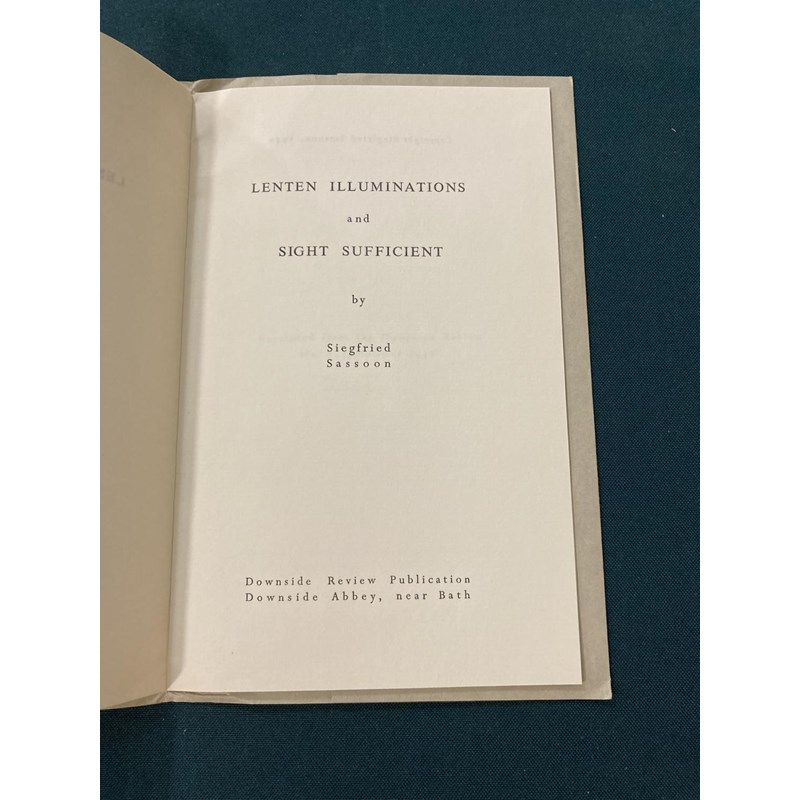 LENTEN ILLUMINATIONS
and
SIGHT SUFFICIENT
by
Siegfried
Sassoon
Downside Review Publication
Downside Abbey, near Bath